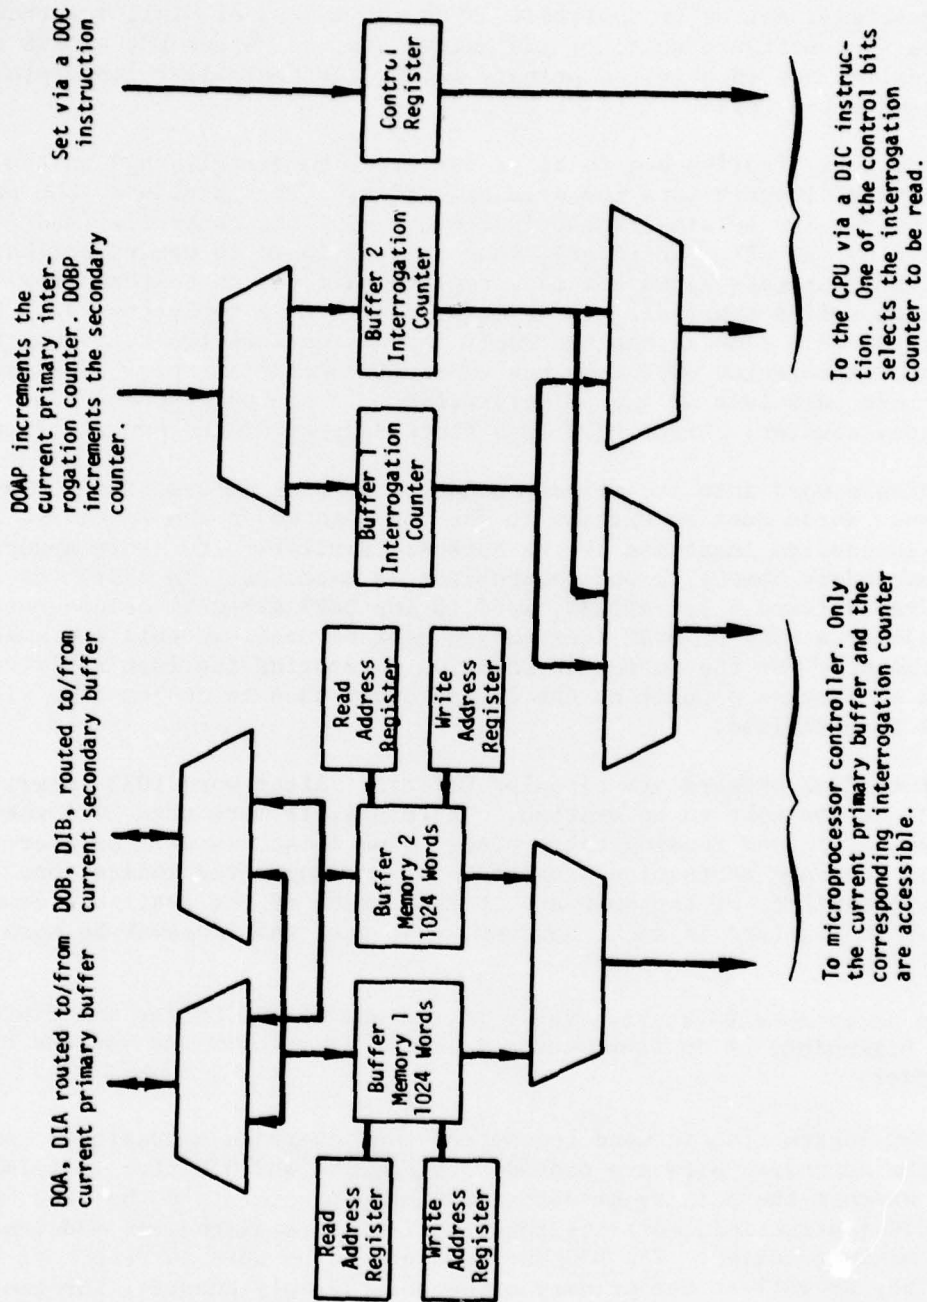 DOA, DIA routed to/from
current primary buffer
DOB, DIB, routed to/from
current secondary buffer
DOAP increments the
current primary inter-
rogation counter. DOBP
increments the secondary
counter.
Set via a DOC
instruction
Read
Address
Register
Write
Address
Register
Buffer
Memory 1
1024 Words
Buffer
Memory 2
1024 Words
Read
Address
Register
Write
Address
Register
Buffer 1
Interrogation
Counter
Buffer 2
Interrogation
Counter
Control
Register
To microprocessor controller. Only
the current primary buffer and the
corresponding interrogation counter
are accessible.
To the CPU via a DIC instruc-
tion. One of the control bits
selects the interrogation
counter to be read.